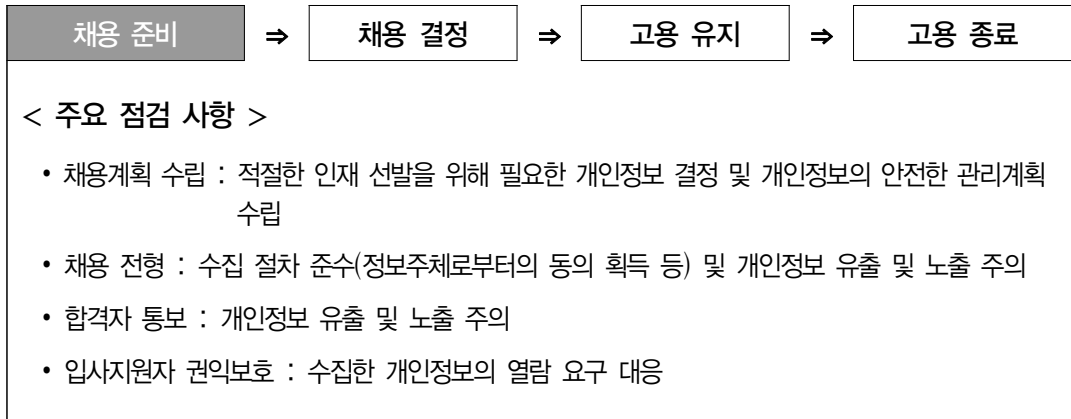 채용 준비 ⇒ 채용 결정 ⇒ 고용 유지 ⇒ 고용 종료
< 주요 점검 사항 >
• 채용계획 수립 : 적절한 인재 선발을 위해 필요한 개인정보 결정 및 개인정보의 안전한 관리계획
수립
• 채용 전형 : 수집 절차 준수(정보주체로부터의 동의 획득 등) 및 개인정보 유출 및 노출 주의
• 합격자 통보 : 개인정보 유출 및 노출 주의
• 입사지원자 권익보호 : 수집한 개인정보의 열람 요구 대응